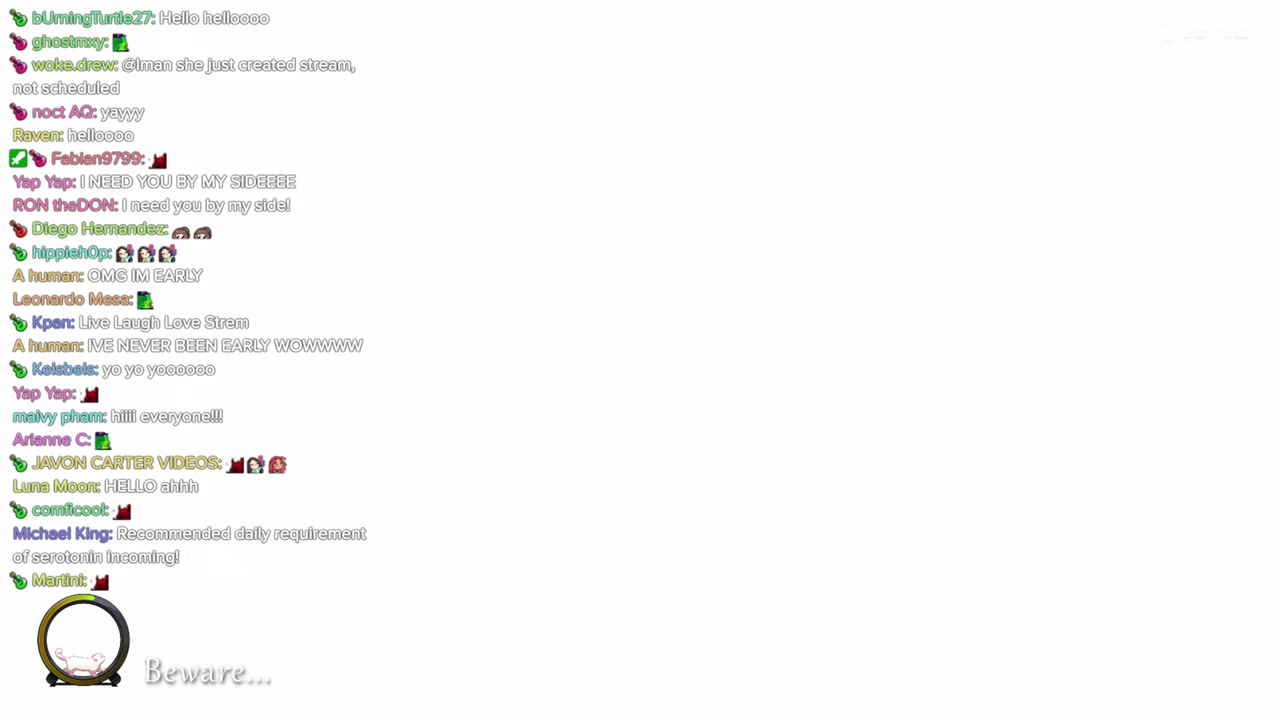 bUrningTurtle27: Hello helloooo
ghostmxy:
woke.drew: @lman she just created stream,
not scheduled
noct AQ: yayyy
Raven: helloooo
Fabian9799:
Yap Yap: I NEED YOU BY MY SIDEEEE
RON theDON: I need you by my side!
Diego Hernandez:
hippieh0p:
A human: OMG IM EARLY
Leonardo Mesa:
Kpan: Live Laugh Love Strem
A human: IVE NEVER BEEN EARLY WOWWWW
Kelsbels: yo yo yoooooo
Yap Yap:
maivy pham: hiiii everyone!!!
Arianne C:
JAVON CARTER VIDEOS:
Luna Moon: HELLO ahhh
comficool:
Michael King: Recommended daily requirement
of serotonin incoming!
Martini:
Beware...